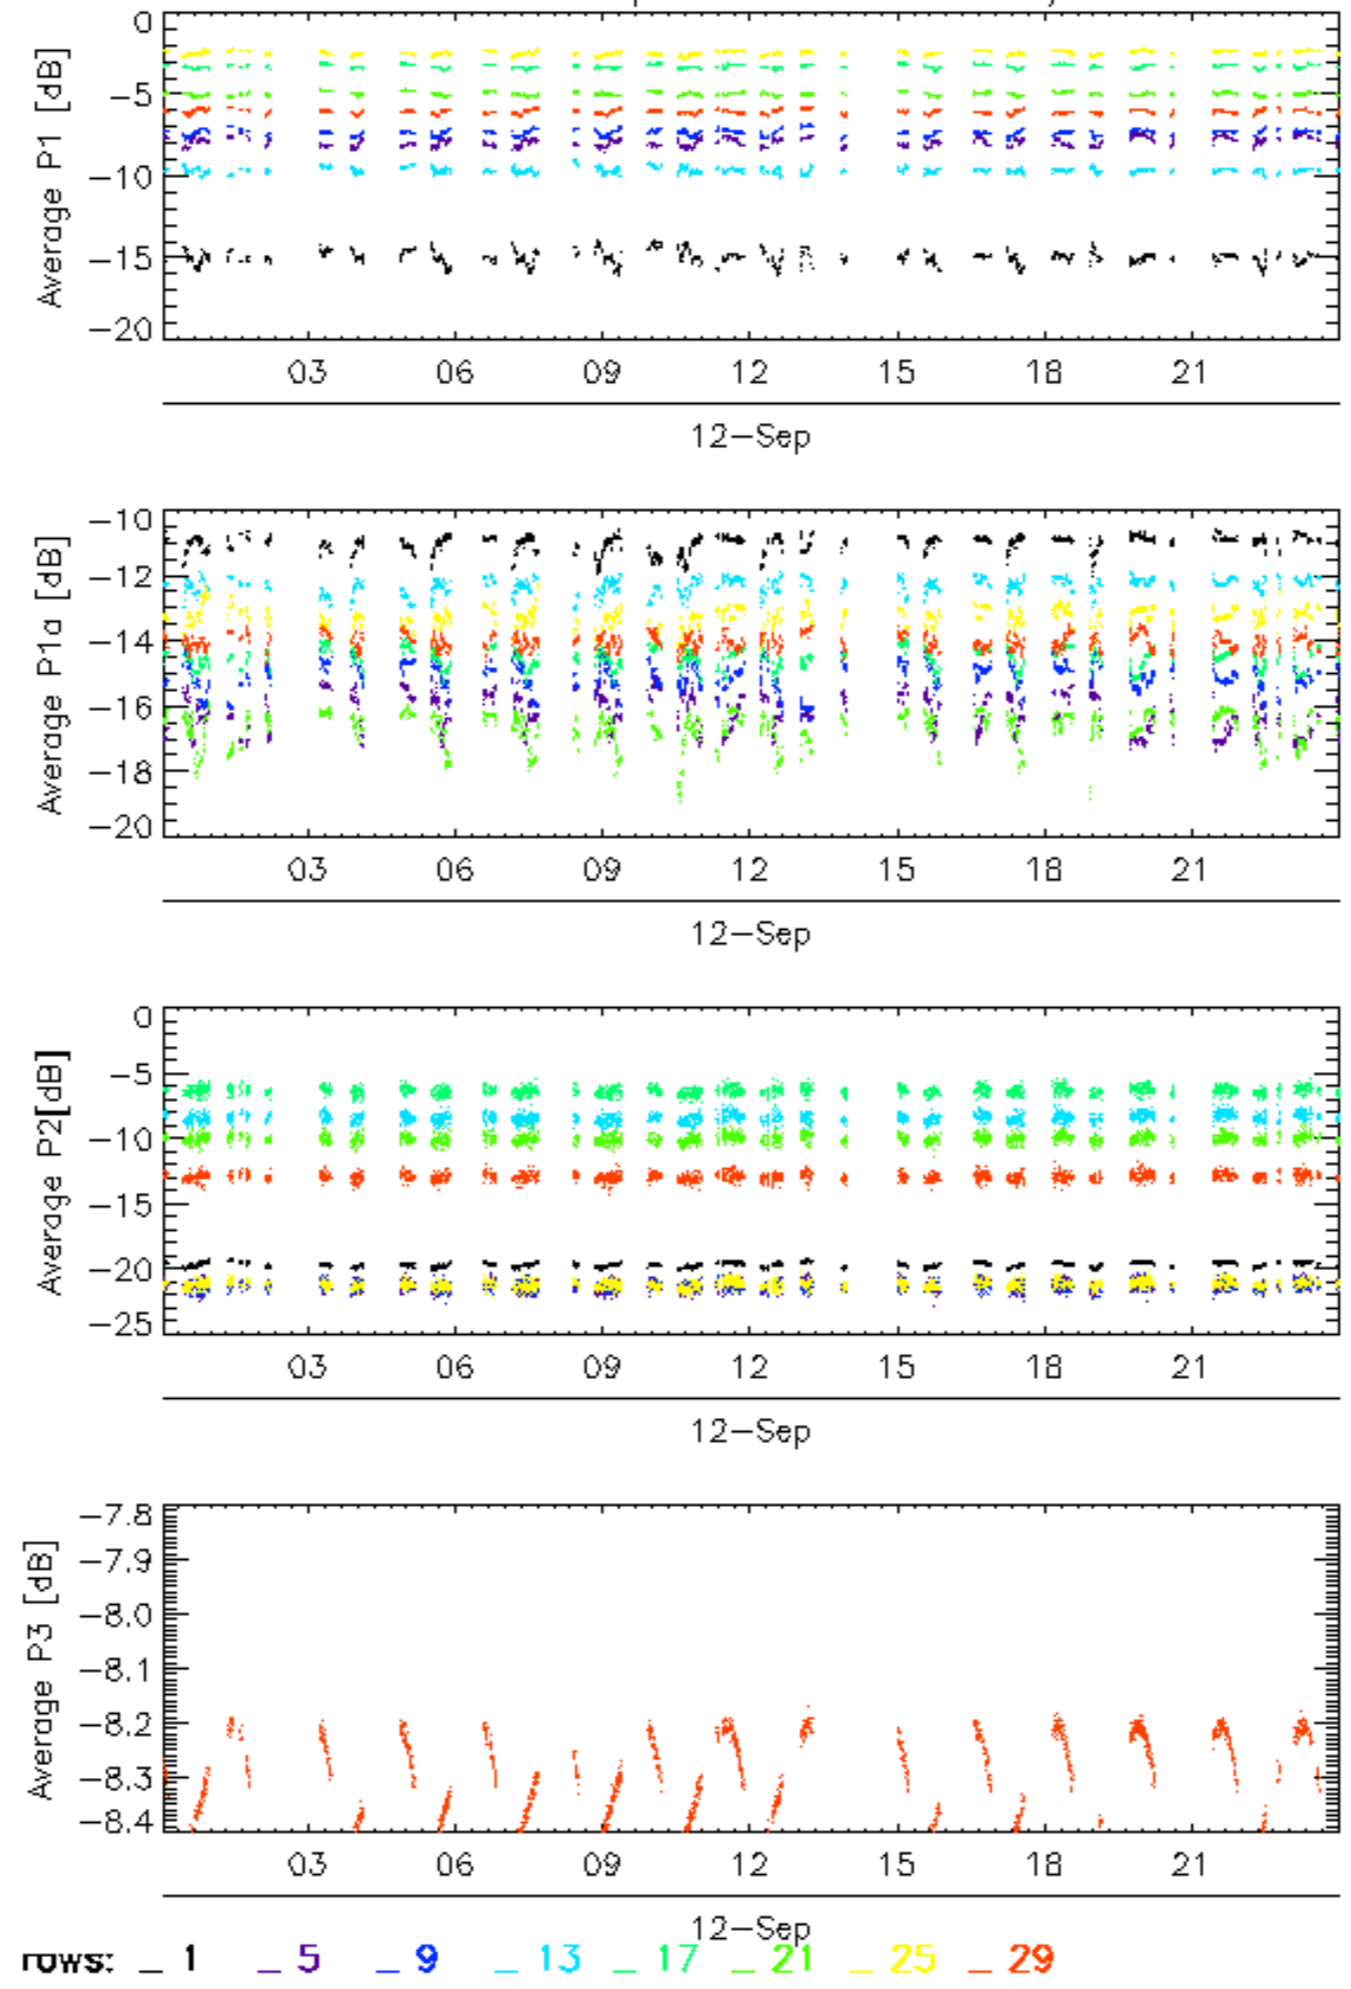 Average P1 [dB]
0
−5
−10
−15
−20
03 06 09 12 15 18 21
12−Sep
Average P1a [dB]
−10
−12
−14
−16
−18
−20
03 06 09 12 15 18 21
12−Sep
Average P2[dB]
0
−5
−10
−15
−20
−25
03 06 09 12 15 18 21
12−Sep
Average P3 [dB]
−7.8
−7.9
−8.0
−8.1
−8.2
−8.3
−8.4
03 06 09 12 15 18 21
12−Sep
rows: _ 1 _ 5 _ 9 _ 13 _ 17 _ 21 _ 25 _ 29